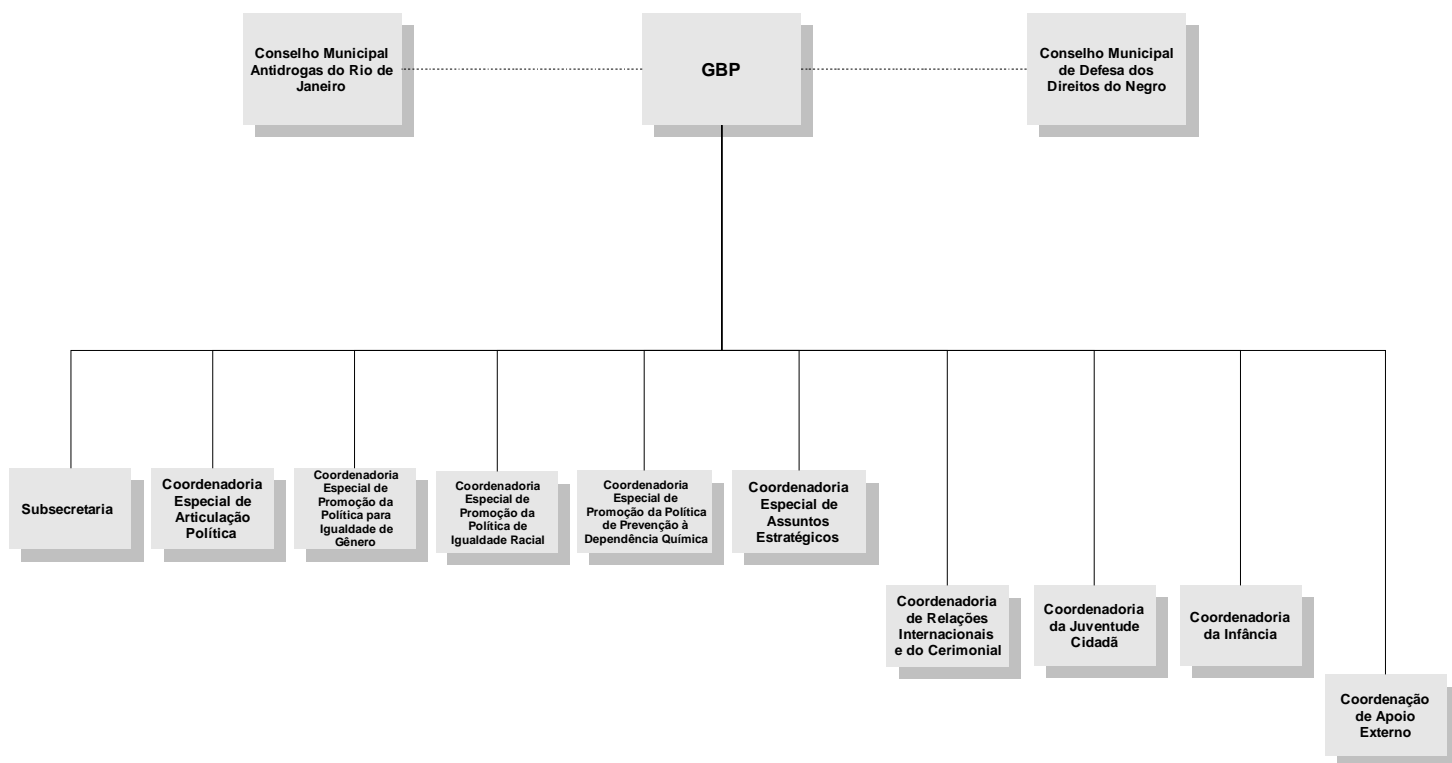 Conselho Municipal
Antidrogas do Rio de
Janeiro
GBP
Conselho Municipal
de Defesa dos
Direitos do Negro
Subsecretaria
Coordenadoria
Especial de
Articulação
Política
Coordenadoria
Especial de
Promoção da
Política para
Igualdade de
Gênero
Coordenadoria
Especial de
Promoção da
Política de
Igualdade Racial
Coordenadoria
Especial de
Promoção da Política
de Prevenção à
Dependência Química
Coordenadoria
Especial de
Assuntos
Estratégicos
Coordenadoria
de Relações
Internacionais
e do Cerimonial
Coordenadoria
da Juventude
Cidadã
Coordenadoria
da Infância
Coordenação
de Apoio
Externo